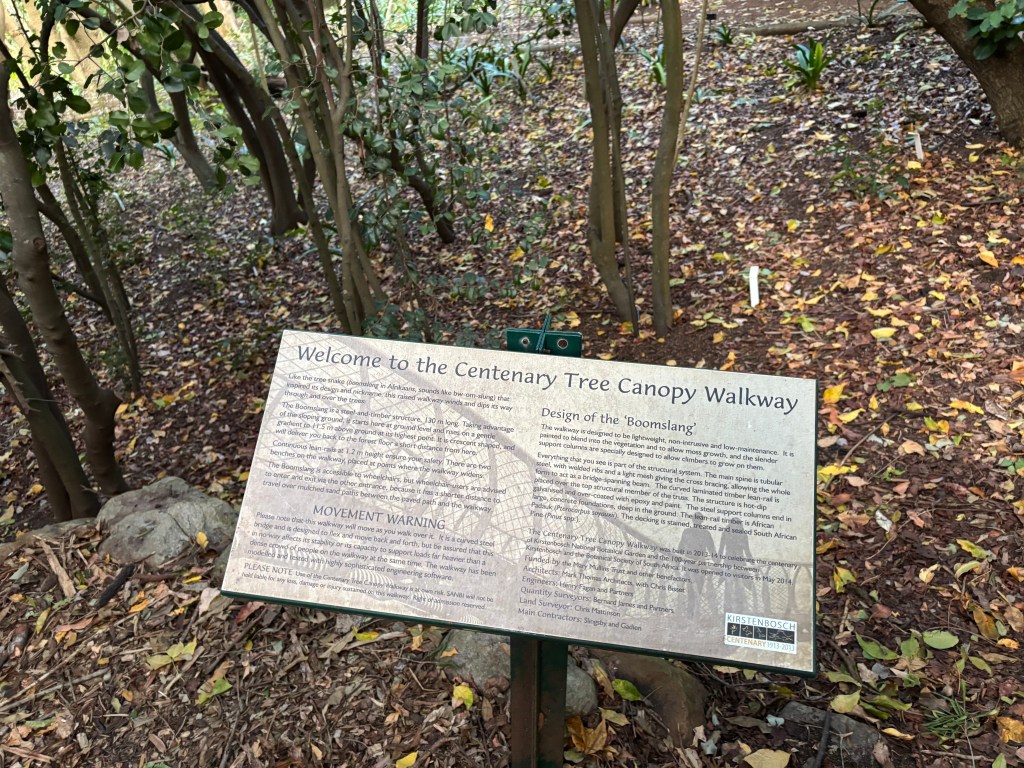 Welcome to the Centenary Tree Canopy Walkway
Like the tree snake (boomslang in Afrikaans, sounds like bw-om-slung) that
inspired its design and nickname, this raised walkway winds and dips its way
through and over the trees.
The Boomslang is a steel-and-timber structure, 130 m long. Taking advantage
of the sloping ground, it starts here at ground level and rises on a gentle
gradient to 11.5 m above ground at its highest point. It is crescent shaped, and
will deliver you back to the forest floor a short distance from here.
Continuous lean-rails at 1.2 m height ensure your safety. There are two
benches on the walkway, placed at points where the walkway widens.
The Boomslang is accessible to wheelchairs, but wheelchair-users are advised
to enter and exit via the other entrance, because it has a shorter distance to
travel over mulched sand paths between the paved path and the walkway.
MOVEMENT WARNING
Please note that this walkway will move as you walk over it. It is a curved steel
bridge and is designed to flex and move back and forth, but be assured that this
in no way affects its stability or its capacity to support loads far heavier than a
dense crowd of people on the walkway at the same time. The walkway has been
modelled and tested with highly sophisticated engineering software.
PLEASE NOTE: Use of the Centenary Tree Canopy Walkway is at own risk. SANBI will not be
held liable for any loss, damage or injury sustained on this walkway. Right of admission reserved.
Design of the ‘Boomslang’
The walkway is designed to be lightweight, non-intrusive and low-maintenance. It is
painted to blend into the vegetation and to allow moss growth, and the slender
support columns are specially designed to allow climbers to grow on them.
Everything that you see is part of the structural system. The main spine is tubular
steel, with welded ribs and a light mesh giving the cross bracing, allowing the whole
form to act as a bridge-spanning beam. The curved laminated timber lean-rail is
placed over the top structural member of the truss. The structure is hot-dip
galvanised and over-coated with epoxy and paint. The steel support columns end in
large, concrete foundations, deep in the ground. The lean-rail timber is African
Padauk (Pterocarpus soyauxii). The decking is stained, treated and sealed South African
Pine (Pinus spp.)
The Centenary Tree Canopy Walkway was built in 2013-14 to celebrate the centenary
of Kirstenbosch National Botanical Garden and the 100-year partnership between
Kirstenbosch and the Botanical Society of South Africa. It was opened to visitors in May 2014,
funded by the Mary Mullins Trust and other benefactors.
Architects: Mark Thomas Architects, with Chris Bisset
Engineers: Henry Fagan and Partners
Quantity Surveyors: Bernard James and Partners
Land Surveyor: Chris Mattinson
Main Contractors: Slingsby and Gaidien
KIRSTENBOSCH
CENTENARY 1913-2013